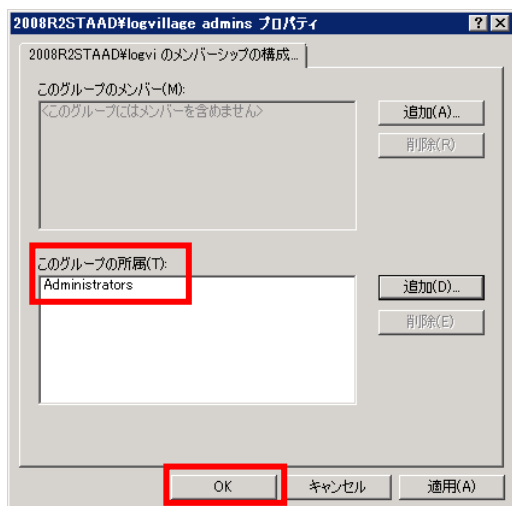 2008R2STAAD¥logvillage admins プロパティ
2008R2STAAD¥logvi のメンバーシップの構成...
このグループのメンバー(M):
<このグループにはメンバーを含めません>
追加(A)...
削除(R)
このグループの所属(T):
Administrators
追加(D)...
削除(E)
OK
キャンセル
適用(A)